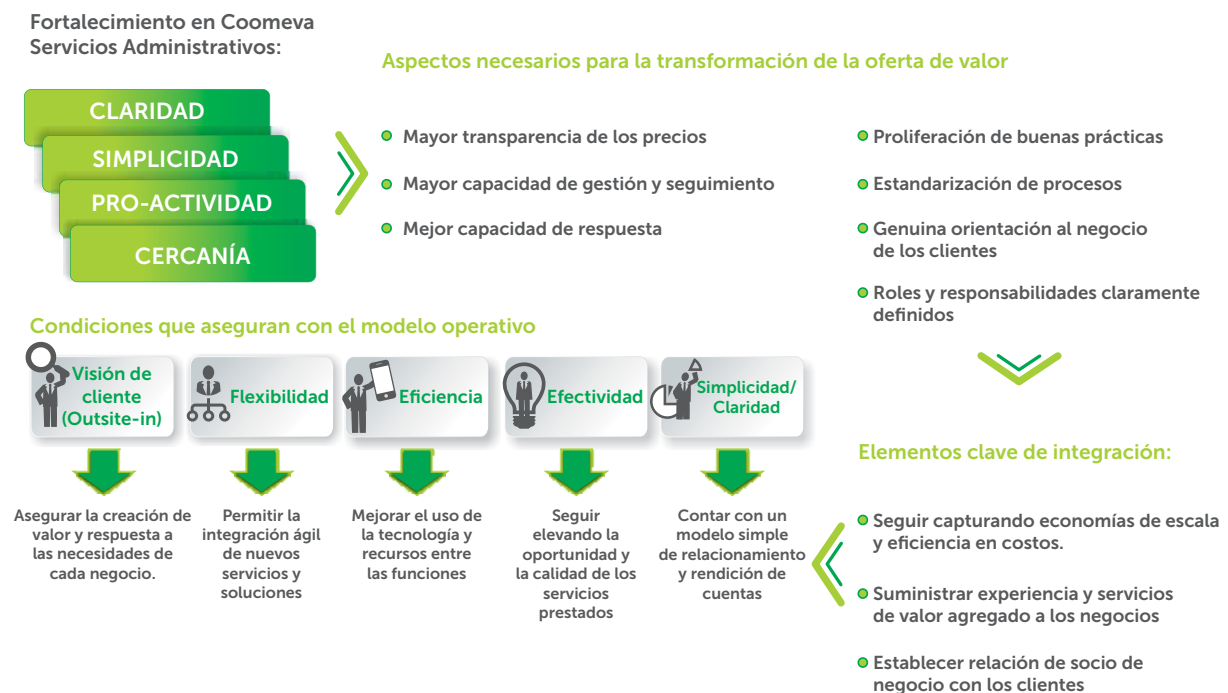 Fortalecimiento en Coomeva
Servicios Administrativos:
CLARIDAD
SIMPLICIDAD
PRO-ACTIVIDAD
CERCANÍA
Aspectos necesarios para la transformación de la oferta de valor
Mayor transparencia de los precios
Mayor capacidad de gestión y seguimiento
Mejor capacidad de respuesta
Proliferación de buenas prácticas
Estandarización de procesos
Genuina orientación al negocio
de los clientes
Roles y responsabilidades claramente
definidos
Elementos clave de integración:
Seguir capturando economías de escala
y eficiencia en costos.
Suministrar experiencia y servicios
de valor agregado a los negocios
Establecer relación de socio de
negocio con los clientes
Condiciones que aseguran con el modelo operativo
Visión de
cliente
(Outsite-in)
Asegurar la creación de
valor y respuesta a
las necesidades de
cada negocio.
Flexibilidad
Permitir la
integración ágil
de nuevos
servicios y
soluciones
Eficiencia
Mejorar el uso de
la tecnología y
recursos entre
las funciones
Efectividad
Seguir
elevando la
oportunidad y
la calidad de los
servicios
prestados
Simplicidad/
Claridad
Contar con un
modelo simple
de relacionamiento
y rendición de
cuentas